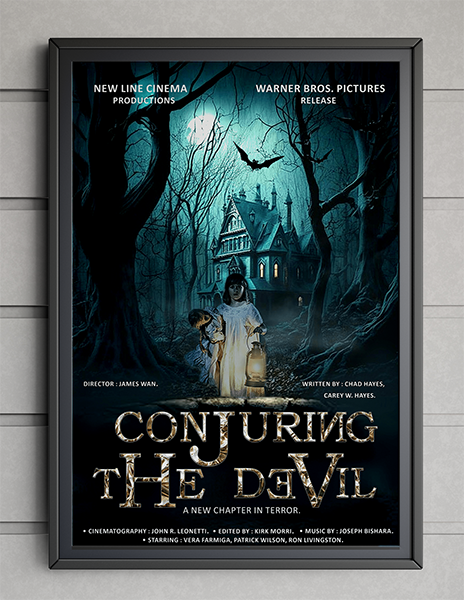 NEW LINE CINEMA
PRODUCTIONS
WARNER BROS. PICTURES
RELEASE
DIRECTOR : JAMES WAN.
WRITTEN BY : CHAD HAYES,
CAREY W. HAYES.
CONJURING
THE DEVIL
A NEW CHAPTER IN TERROR.
• CINEMATOGRAPHY : JOHN R. LEONETTI. • EDITED BY : KIRK MORRI. • MUSIC BY : JOSEPH BISHARA.
• STARRING : VERA FARMIGA, PATRICK WILSON, RON LIVINGSTON.